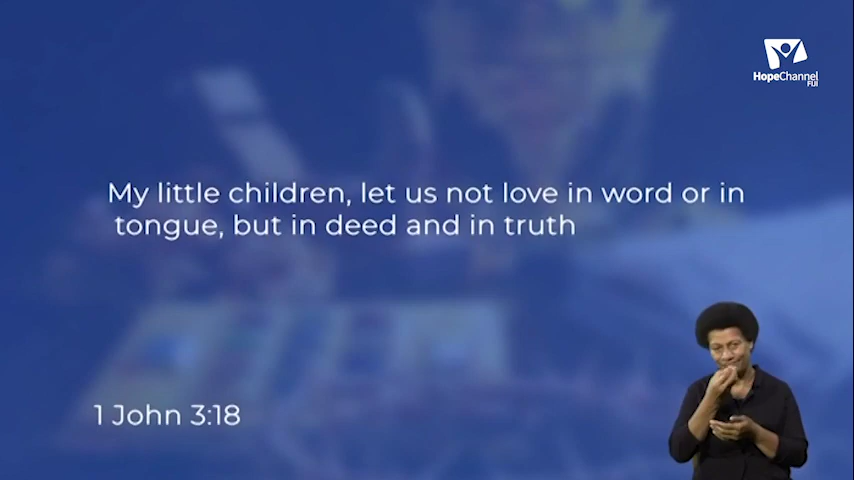 HopeChannel
FIJI
My little children, let us not love in word or in
tongue, but in deed and in truth
1 John 3:18